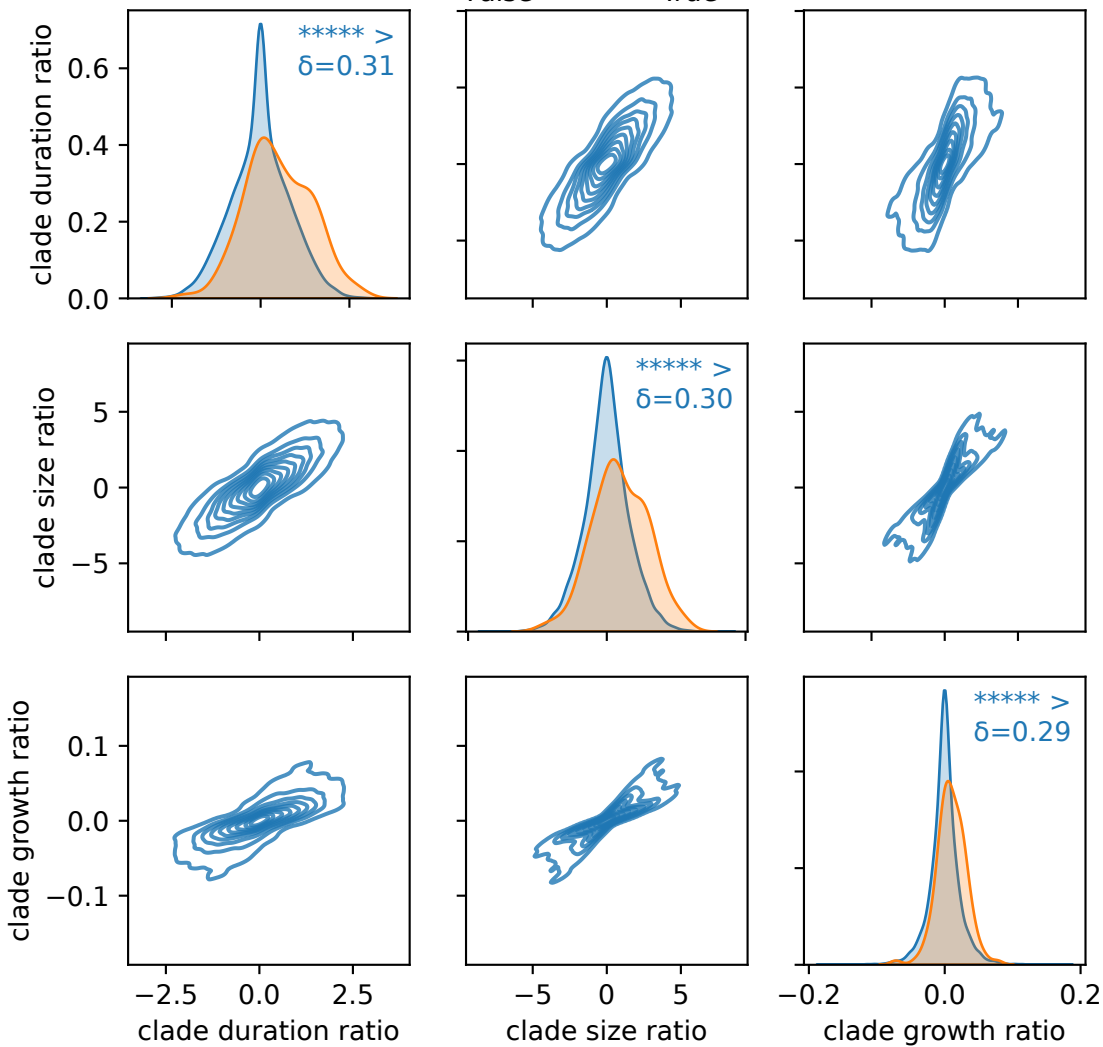 ***** >
δ=0.31
clade duration ratio
0.6
0.4
0.2
0.0
***** >
δ=0.30
clade size ratio
5
0
−5
***** >
δ=0.29
clade growth ratio
0.1
0.0
−0.1
−2.5 0.0 2.5
−5 0 5
−0.2 0.0 0.2
clade duration ratio
clade size ratio
clade growth ratio